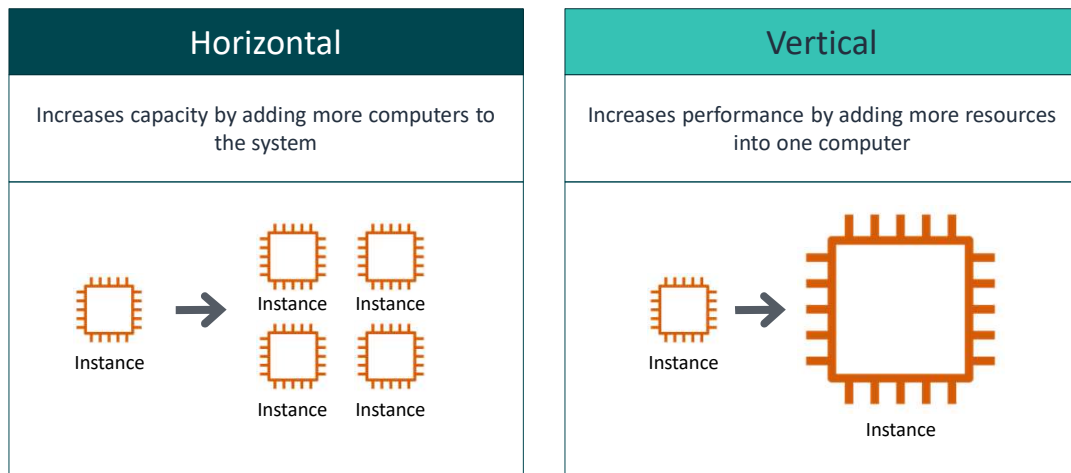 Horizontal
Increases capacity by adding more computers to
the system
Instance
Instance
Instance
Instance
Instance
Vertical
Increases performance by adding more resources
into one computer
Instance
Instance